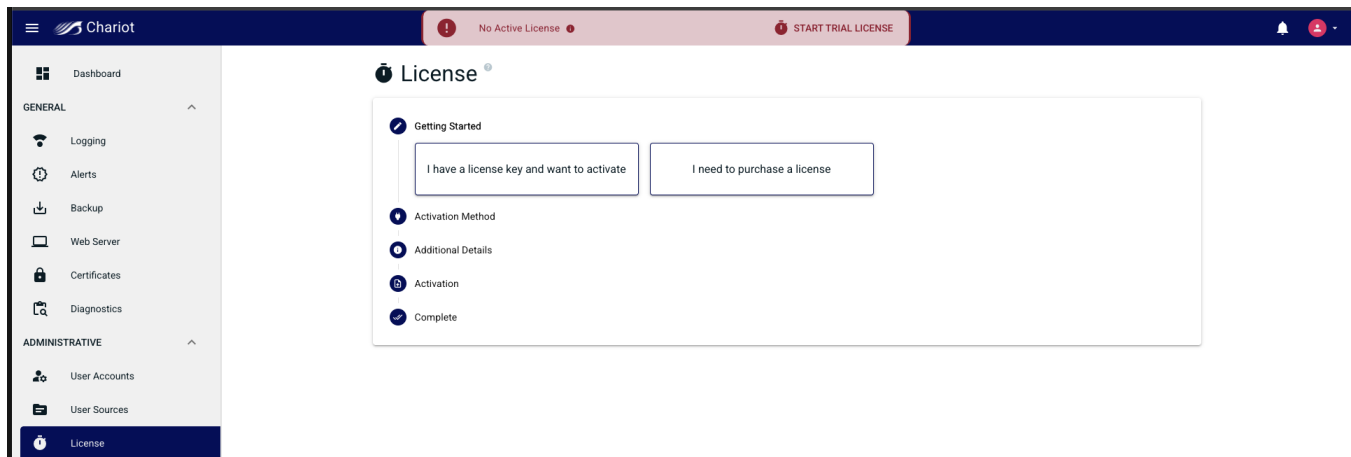 Chariot
No Active License
START TRIAL LICENSE
Dashboard
GENERAL
Logging
Alerts
Backup
Web Server
Certificates
Diagnostics
ADMINISTRATIVE
User Accounts
User Sources
License
License
Getting Started
I have a license key and want to activate
I need to purchase a license
Activation Method
Additional Details
Activation
Complete